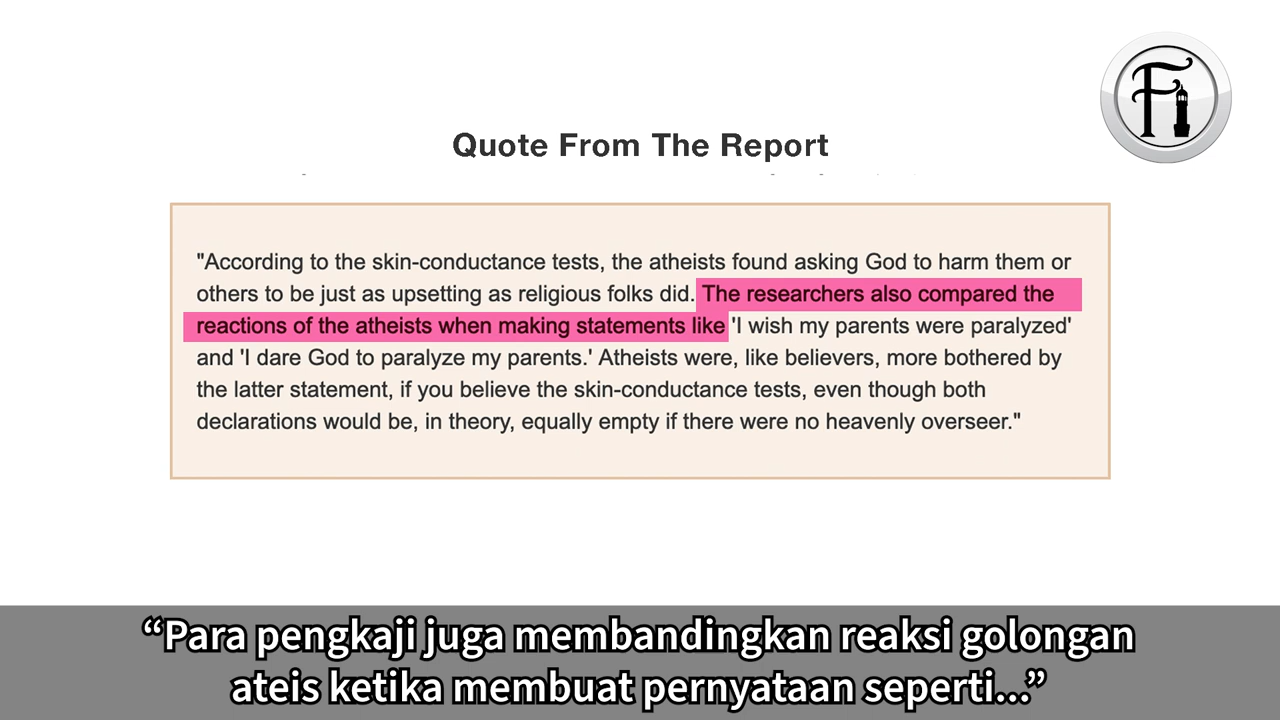 Fi
Quote From The Report
"According to the skin-conductance tests, the atheists found asking God to harm them or
others to be just as upsetting as religious folks did. The researchers also compared the
reactions of the atheists when making statements like 'I wish my parents were paralyzed'
and 'I dare God to paralyze my parents.' Atheists were, like believers, more bothered by
the latter statement, if you believe the skin-conductance tests, even though both
declarations would be, in theory, equally empty if there were no heavenly overseer."
“Para pengkaji juga membandingkan reaksi golongan
ateis ketika membuat pernyataan seperti...”